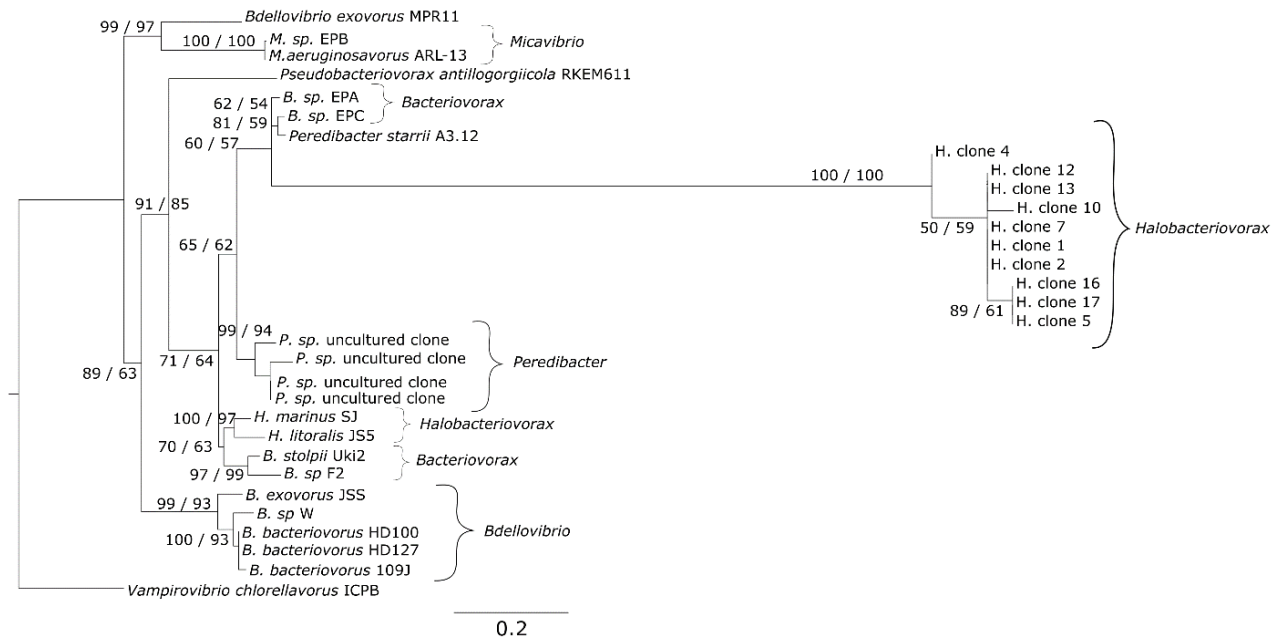 Bdellovibrio exovorus MPR11
99 / 97
M. sp. EPB
100 / 100
Micavibrio
M.aeruginosavorus ARL-13
Pseudobacteriovorax antillogorgiicola RKEM611
B. sp. EPA
62 / 54
Bacteriovorax
B. sp. EPC
81 / 59
Peredibacter starrii A3.12
60 / 57
H. clone 4
100 / 100
H. clone 12
H. clone 13
H. clone 10
91 / 85
50 / 59
H. clone 7
Halobacteriovorax
65 / 62
H. clone 1
H. clone 2
H. clone 16
H. clone 17
89 / 61
H. clone 5
99 / 94
P. sp. uncultured clone
71 / 64
P. sp. uncultured clone
Peredibacter
89 / 63
P. sp. uncultured clone
P. sp. uncultured clone
100 / 97
H. marinus SJ
Halobacteriovorax
H. litoralis JS5
70 / 63
B. stolpii Uki2
Bacteriovorax
97 / 99
B. sp F2
B. exovorus JSS
99 / 93
B. sp W
B. bacteriovorus HD100
Bdellovibrio
100 / 93
B. bacteriovorus HD127
B. bacteriovorus 109J
Vampirovibrio chlorellavorus ICPB
0.2